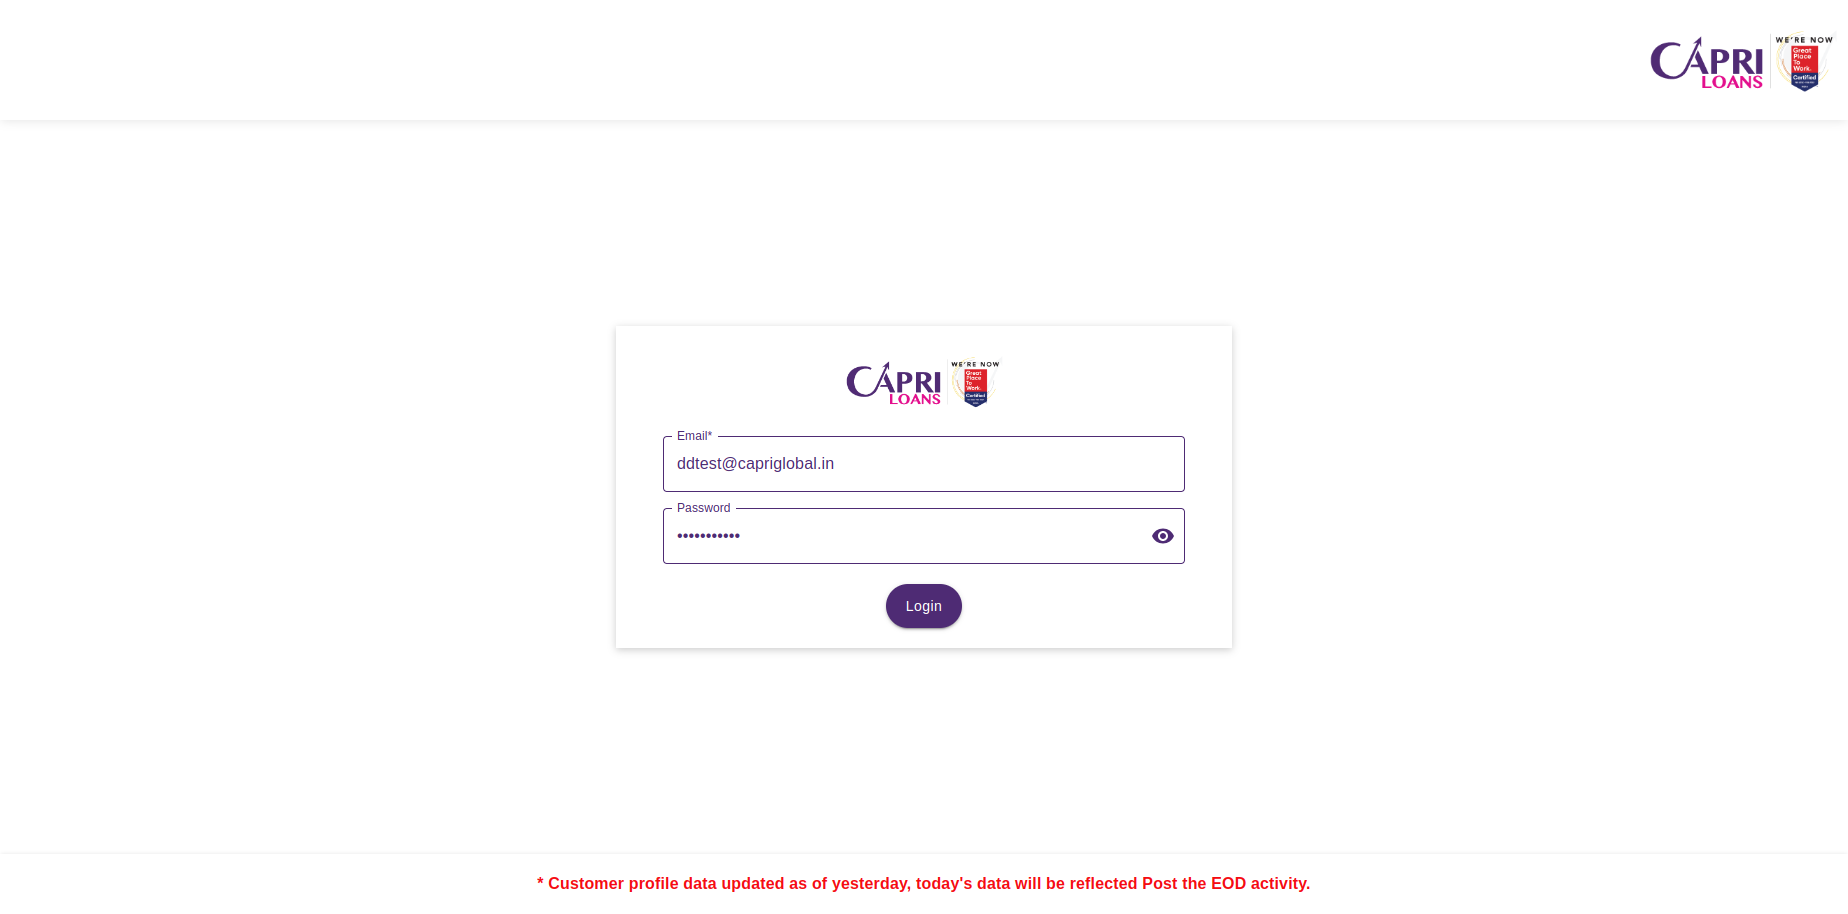 CAPRI
LOANS
WE'RE NOW
Great
Place
To
Work.
Certified
CAPRI
LOANS
WE'RE NOW
Great
Place
To
Work.
Certified
Email*
ddtest@capriglobal.in
Password
•••••••••••
Login
* Customer profile data updated as of yesterday, today's data will be reflected Post the EOD activity.